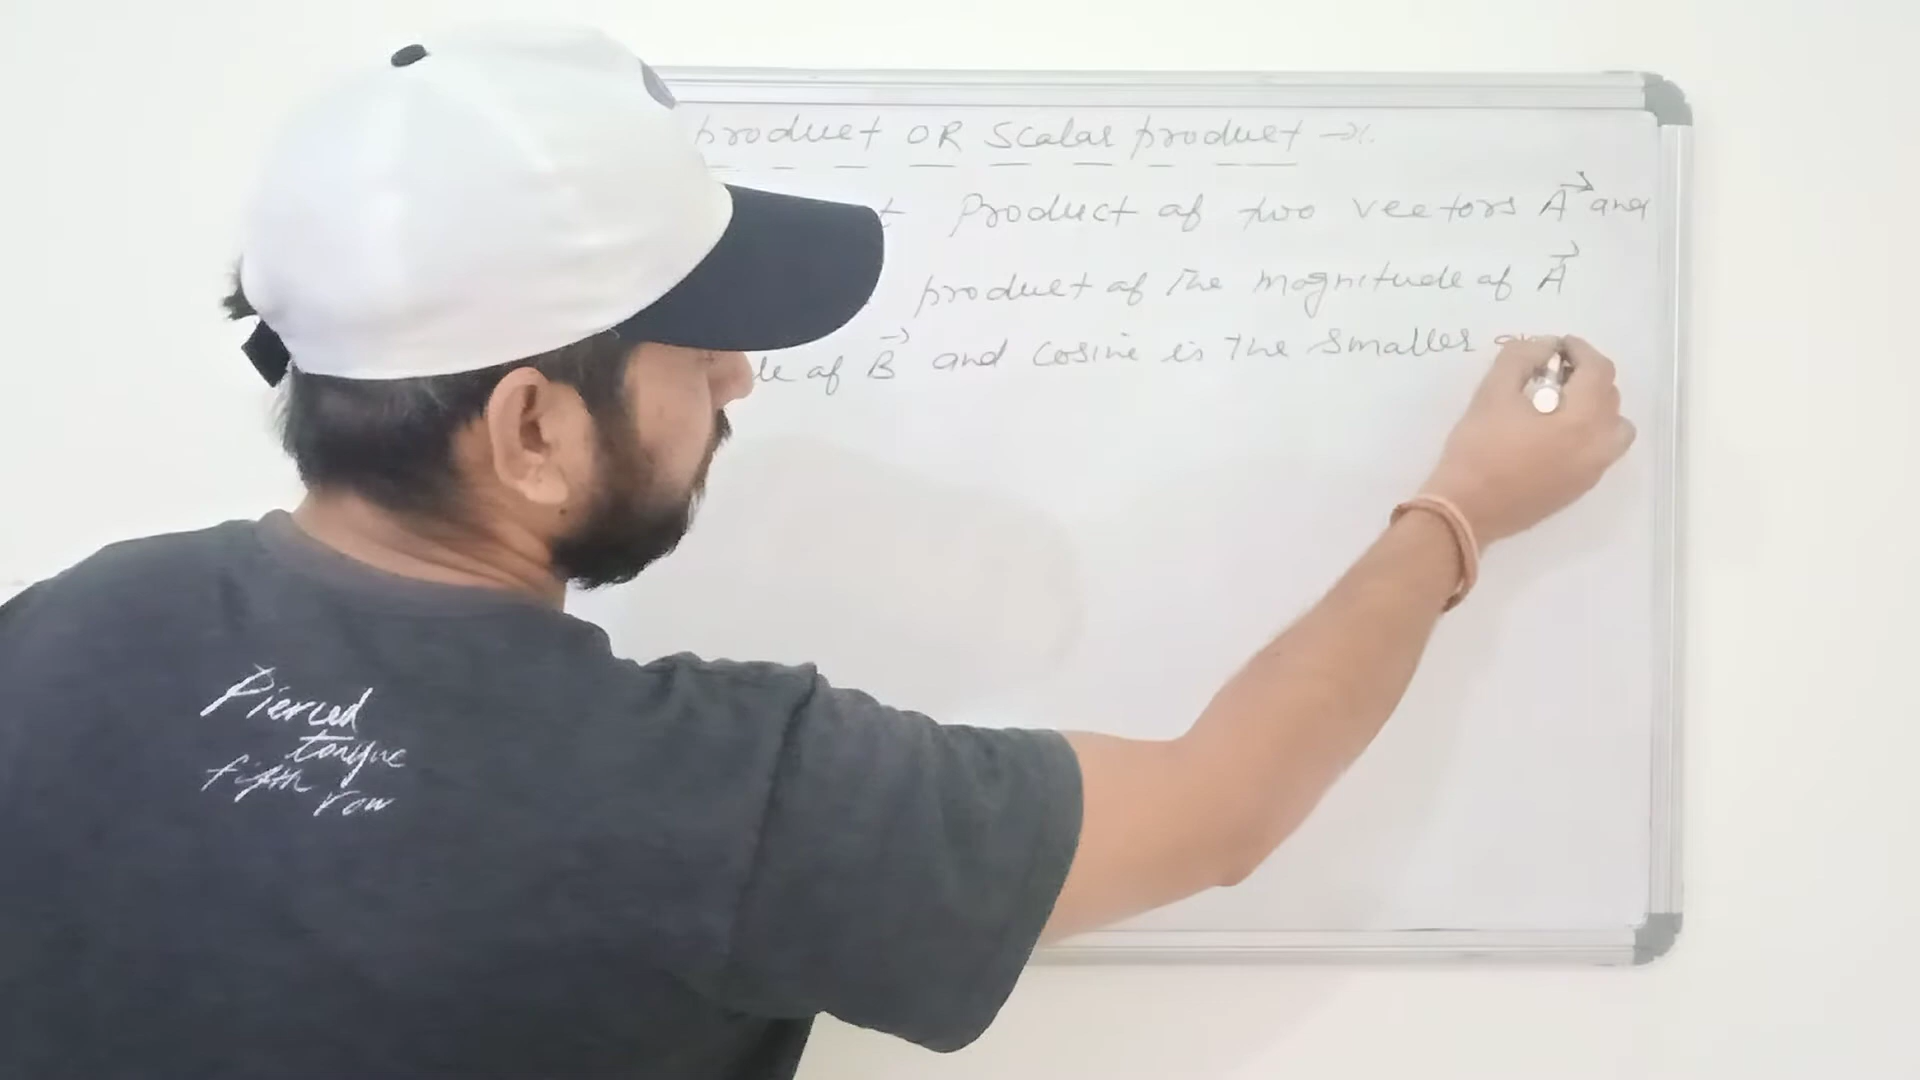 product OR Scalar product →
Product of two vectors A⃗ and
product of The magnitude of A⃗
of B⃗ and Cosine is The Smaller
Pierced
tongue
fifth row